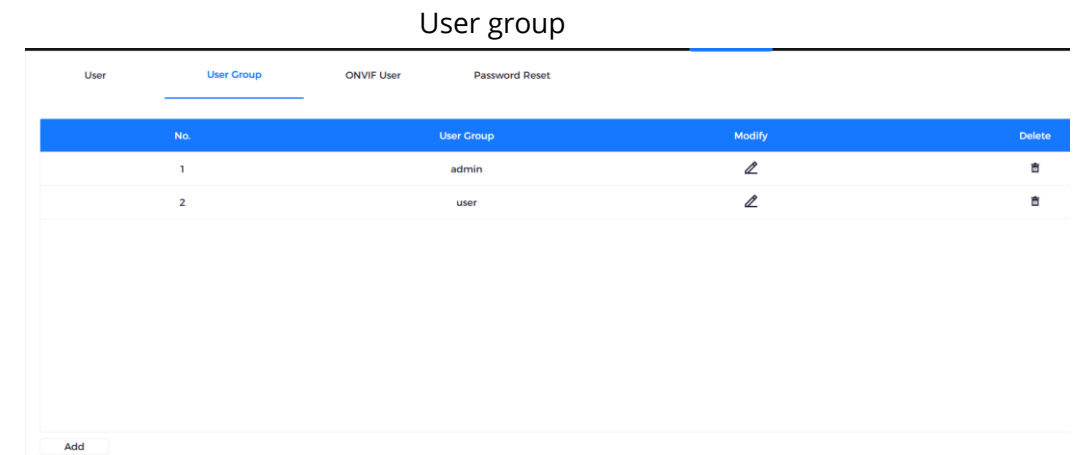 User group
User User Group ONVIF User Password Reset
No. User Group Modify Delete
1 admin
2 user
Add